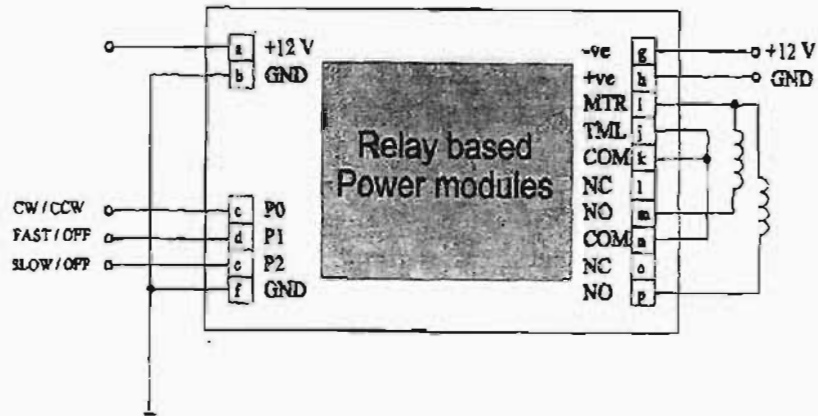 a +12 V
b GND
CW / CCW c P0
FAST / OFF d P1
SLOW / OFF e P2
f GND
Relay based
Power modules
-ve g +12 V
+ve h GND
MTR i
TML j
COM k
NC l
NO m
COM n
NC o
NO p